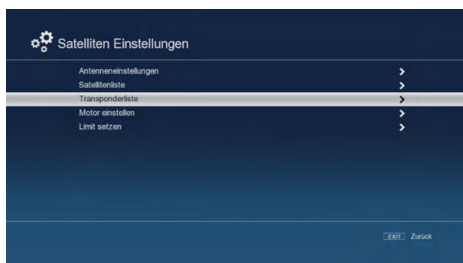 Satelliten Einstellungen
Antenneneinstellungen
Satellitenliste
Transponderliste
Motor einstellen
Limit setzen
EXIT Zurück